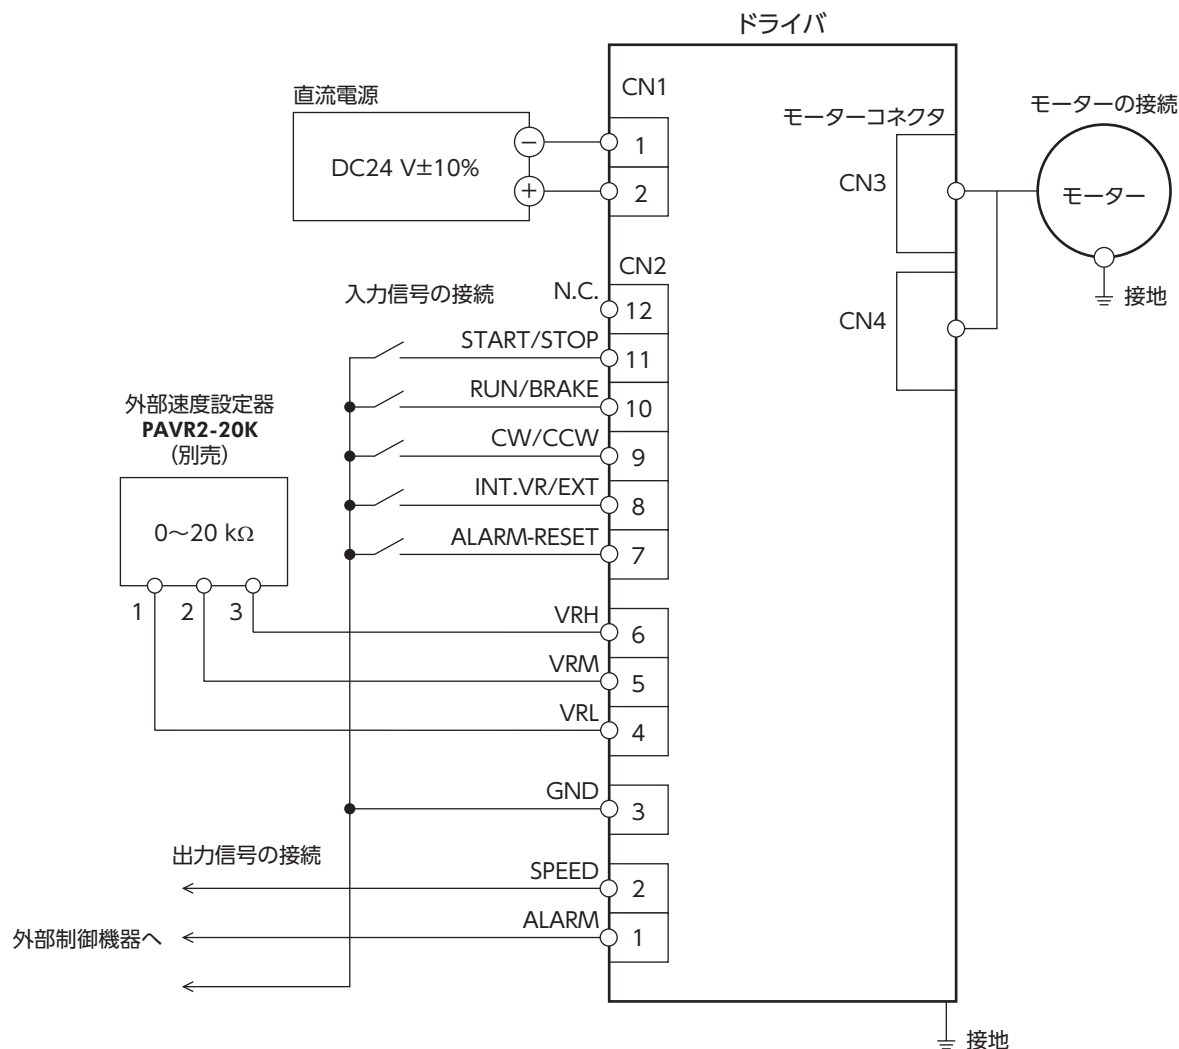 ドライバ
直流電源
DC24 V±10%
−
+
CN1
1
2
モーターコネクタ
CN3
CN4
モーターの接続
モーター
接地
CN2
入力信号の接続
N.C.
12
START/STOP
11
RUN/BRAKE
10
CW/CCW
9
INT.VR/EXT
8
ALARM-RESET
7
外部速度設定器
PAVR2-20K
(別売)
0〜20 kΩ
1 2 3
VRH
6
VRM
5
VRL
4
GND
3
出力信号の接続
SPEED
2
ALARM
1
外部制御機器へ
接地